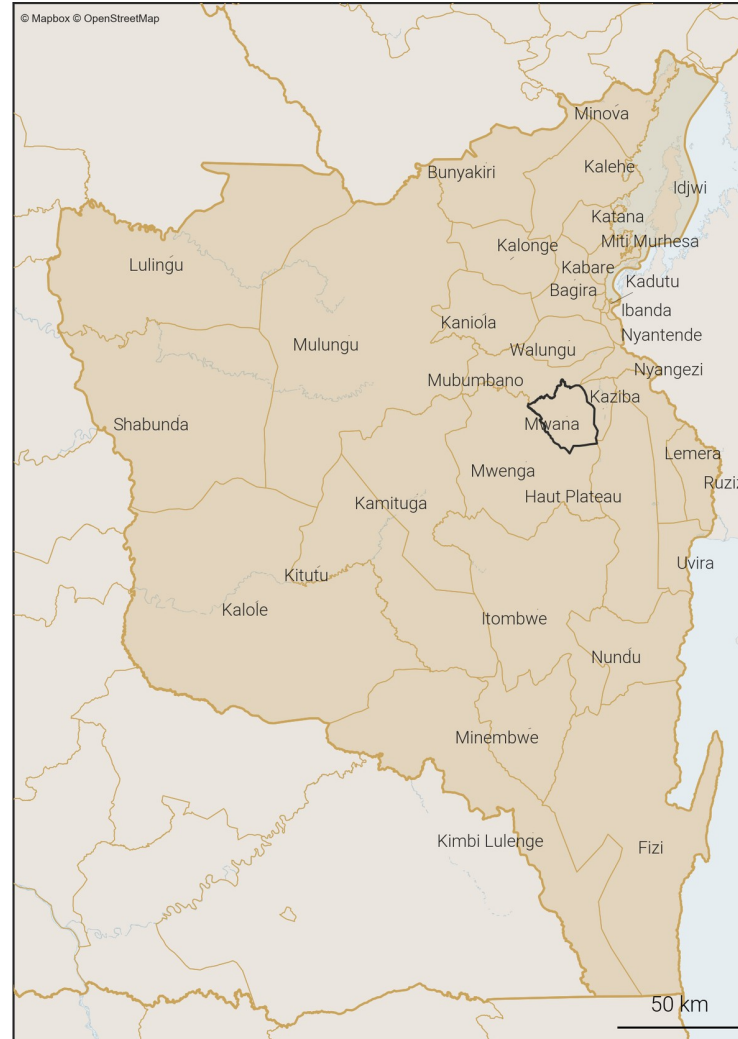 © Mapbox © OpenStreetMap
Minova
Bunyakiri
Kalehe
Idjwi
Katana
Miti Murhesa
Kalonge
Kabare
Lulingu
Kadutu
Bagira
Ibanda
Kaniola
Nyantende
Mulungu
Walungu
Nyangezi
Mubumbano
Kaziba
Shabunda
Mwana
Lemera
Mwenga
Ruziz
Haut Plateau
Kamituga
Uvira
Kitutu
Kalole
Itombwe
Nundu
Minembwe
Kimbi Lulenge
Fizi
50 km